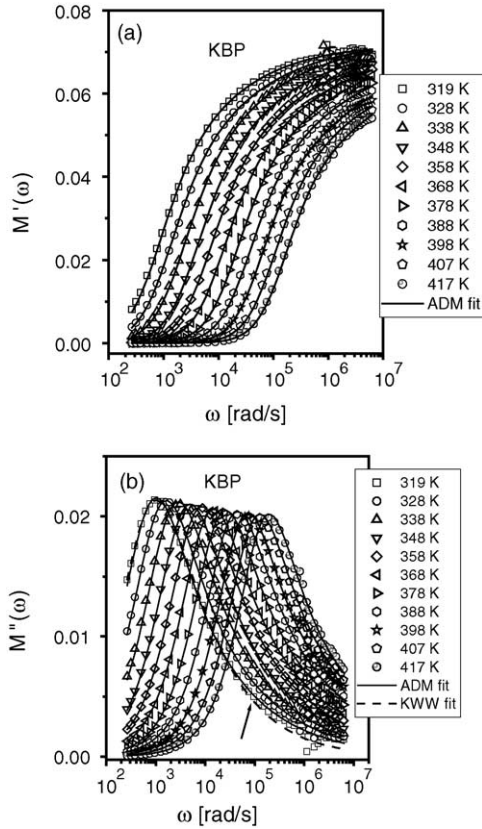 (a)
KBP
0.08
0.06
0.04
0.02
0.00
M'(ω)
10² 10³ 10⁴ 10⁵ 10⁶ 10⁷
ω [rad/s]
319 K
328 K
338 K
348 K
358 K
368 K
378 K
388 K
398 K
407 K
417 K
ADM fit
(b)
KBP
0.02
0.01
0.00
M''(ω)
10² 10³ 10⁴ 10⁵ 10⁶ 10⁷
ω [rad/s]
319 K
328 K
338 K
348 K
358 K
368 K
378 K
388 K
398 K
407 K
417 K
ADM fit
KWW fit